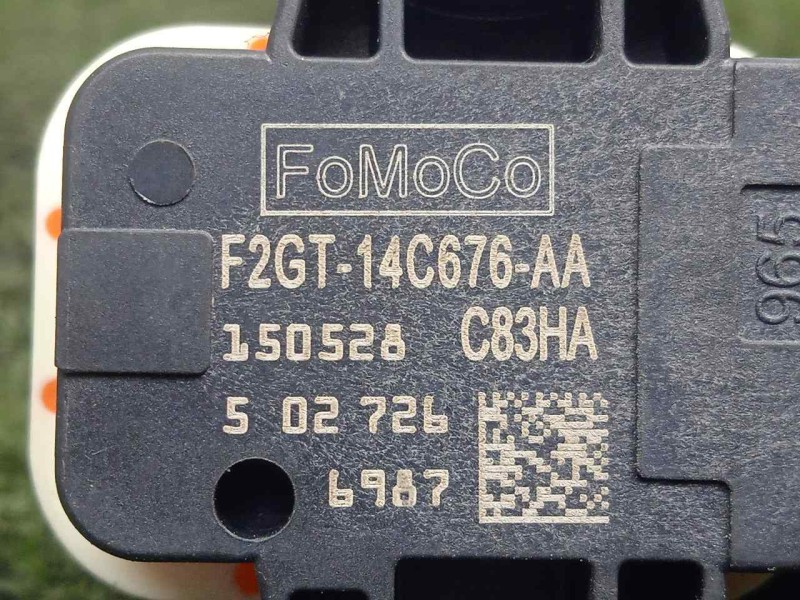 FoMoCo
F2GT-14C676-AA
150528 C83HA
5 02 726
6987
965